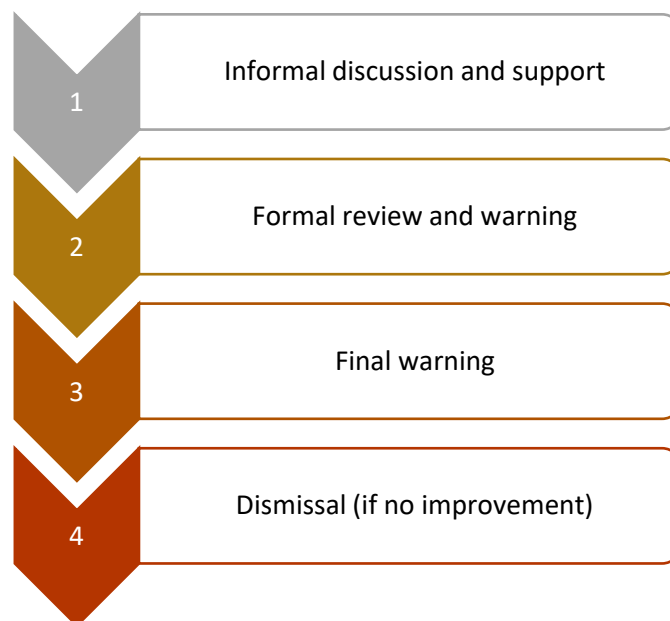 1
Informal discussion and support
2
Formal review and warning
3
Final warning
4
Dismissal (if no improvement)